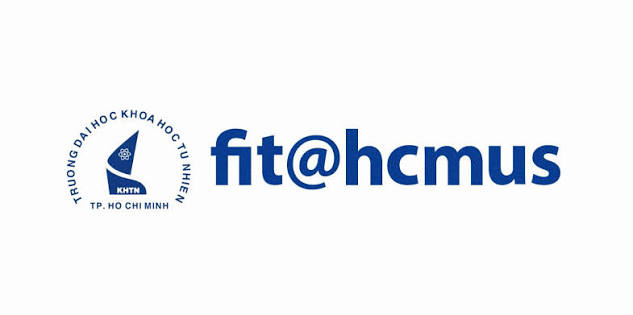 TRUONG DAI HOC KHOA HOC TU NHIEN
KHTN
TP. HO CHI MINH
fit@hcmus